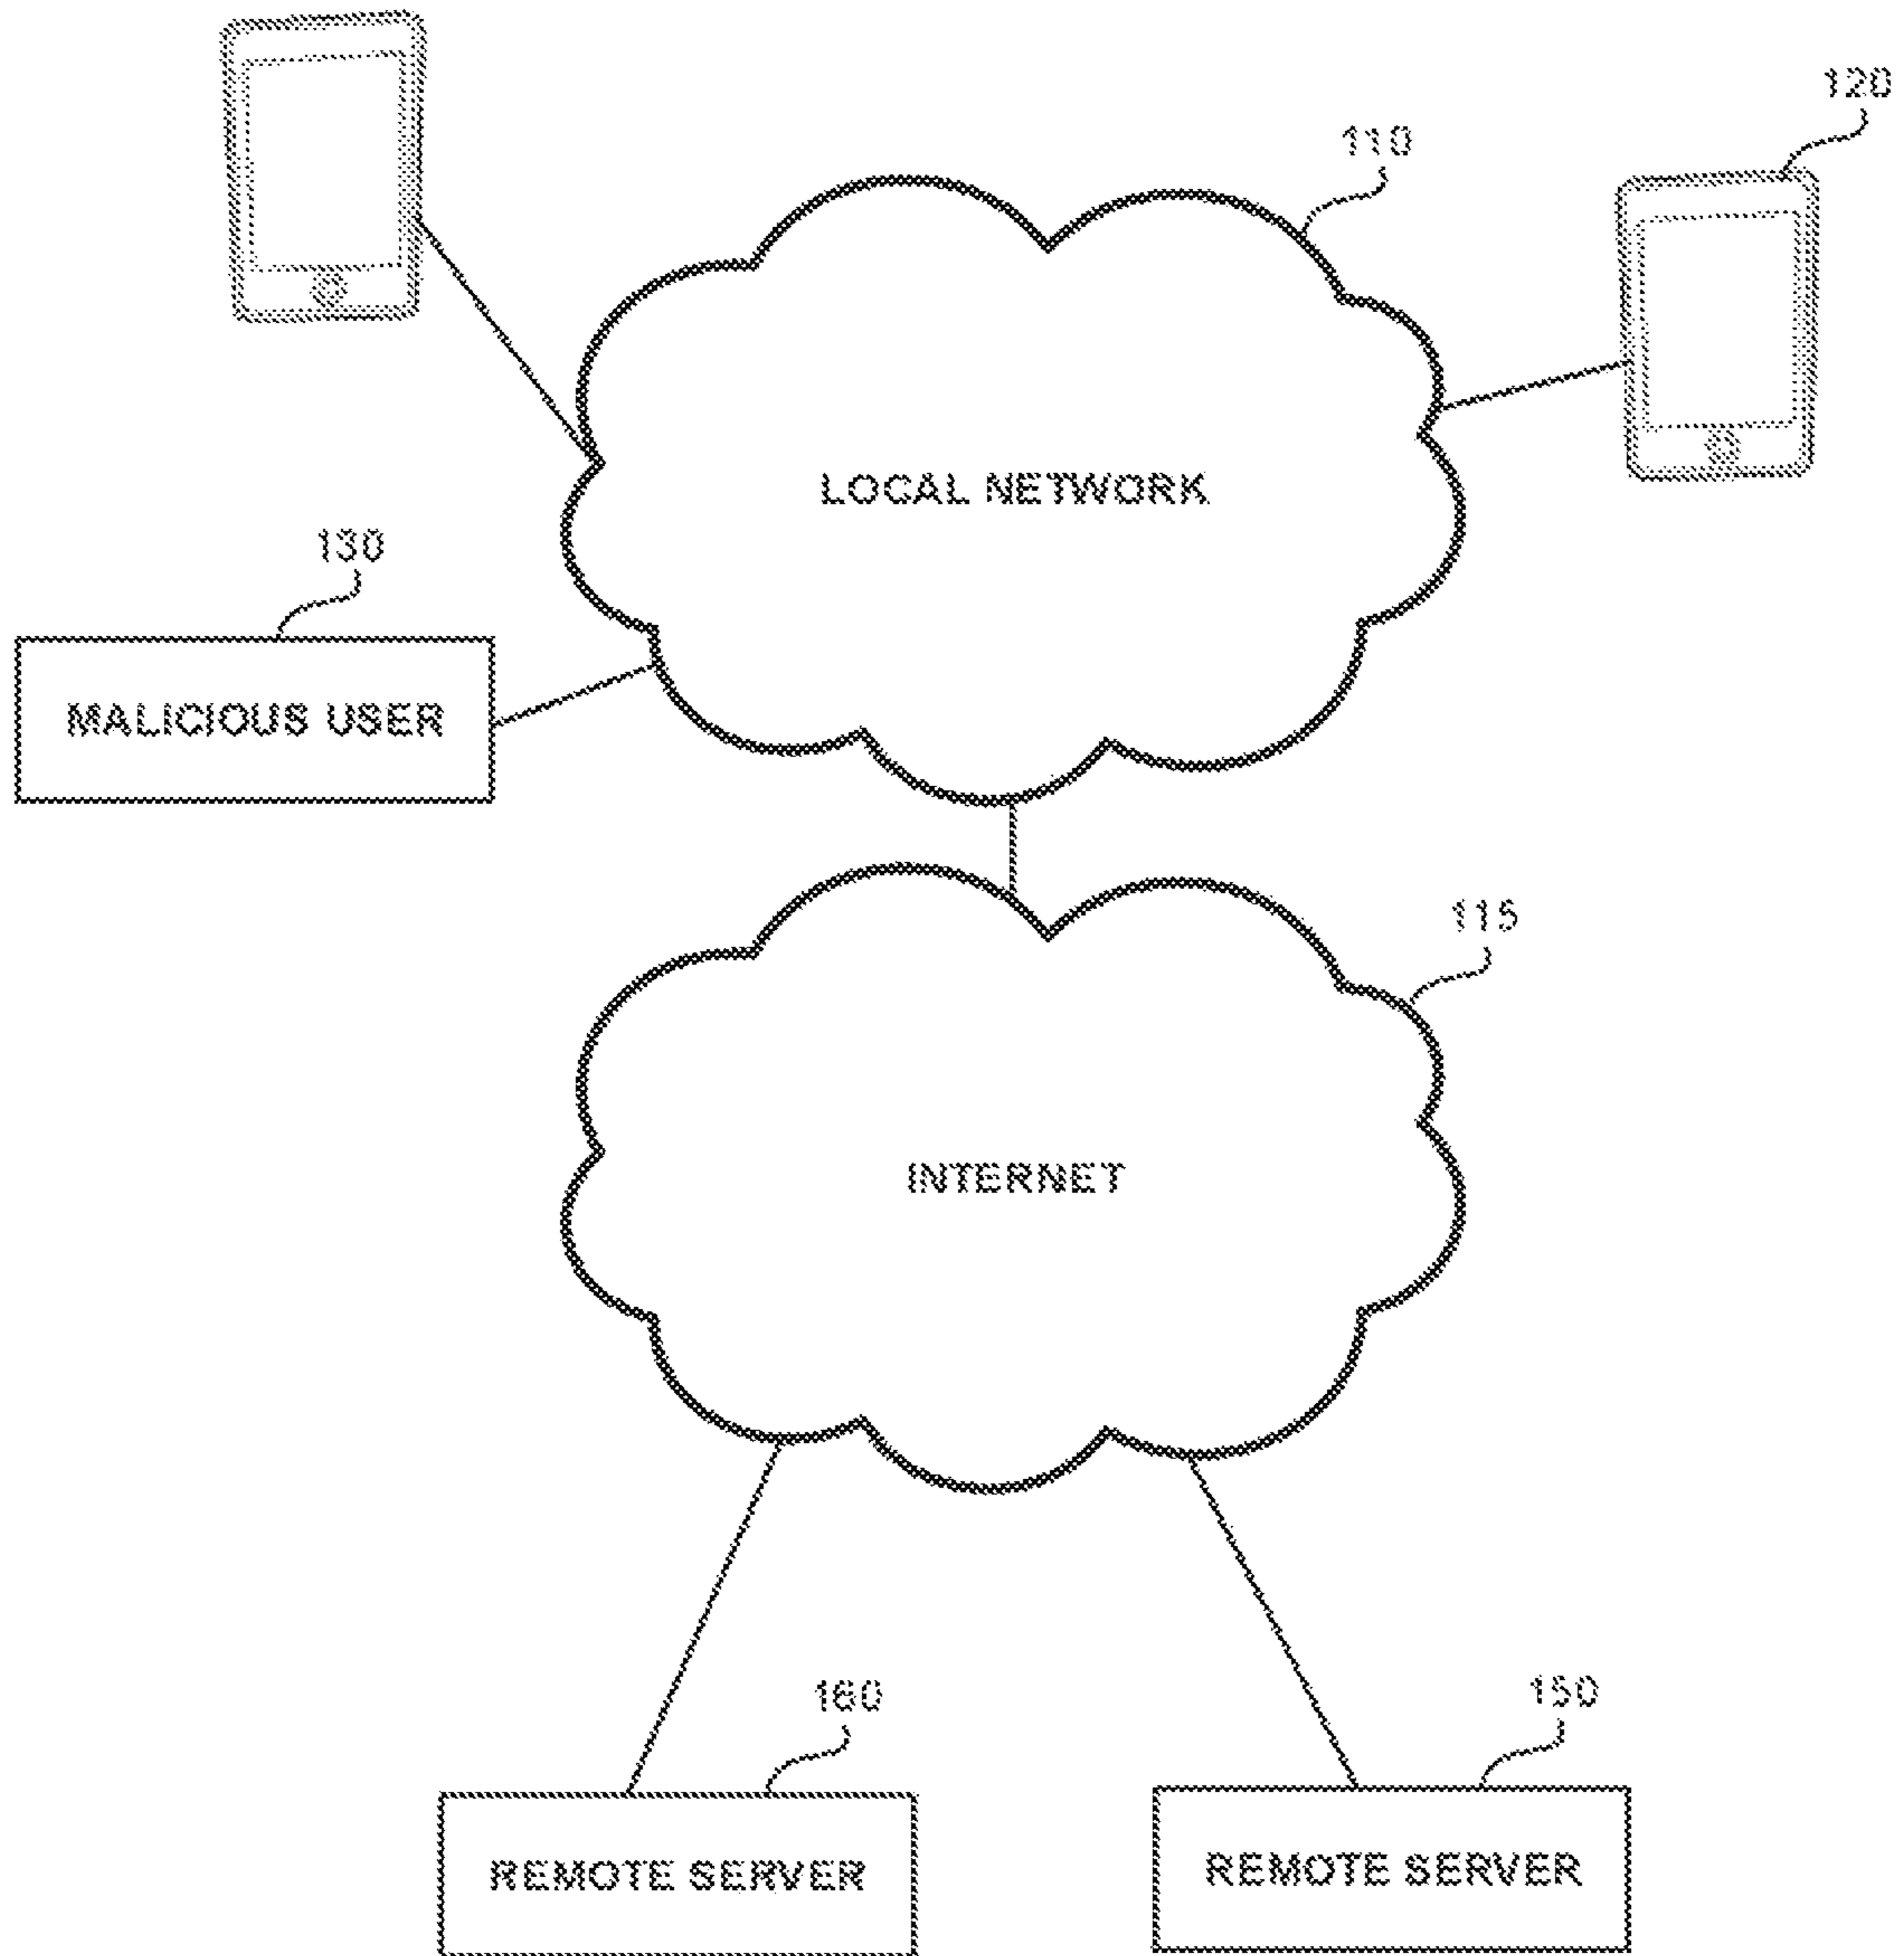 120
110
LOCAL NETWORK
130
MALICIOUS USER
115
INTERNET
160
150
REMOTE SERVER
REMOTE SERVER